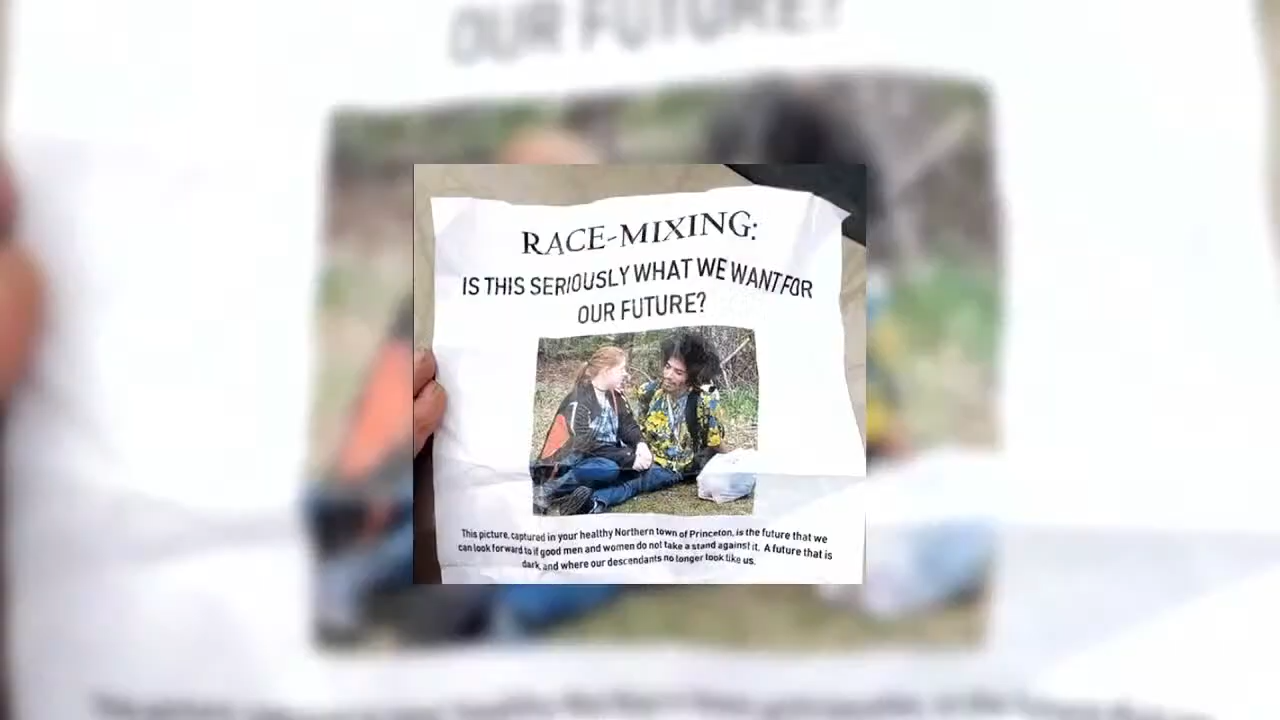 OUR FUTURE?
RACE-MIXING:
IS THIS SERIOUSLY WHAT WE WANT FOR
OUR FUTURE?
This picture, captured in your healthy Northern town of Princeton, is the future that we
can look forward to if good men and women do not take a stand against it. A future that is
dark, and where our descendants no longer look like us.